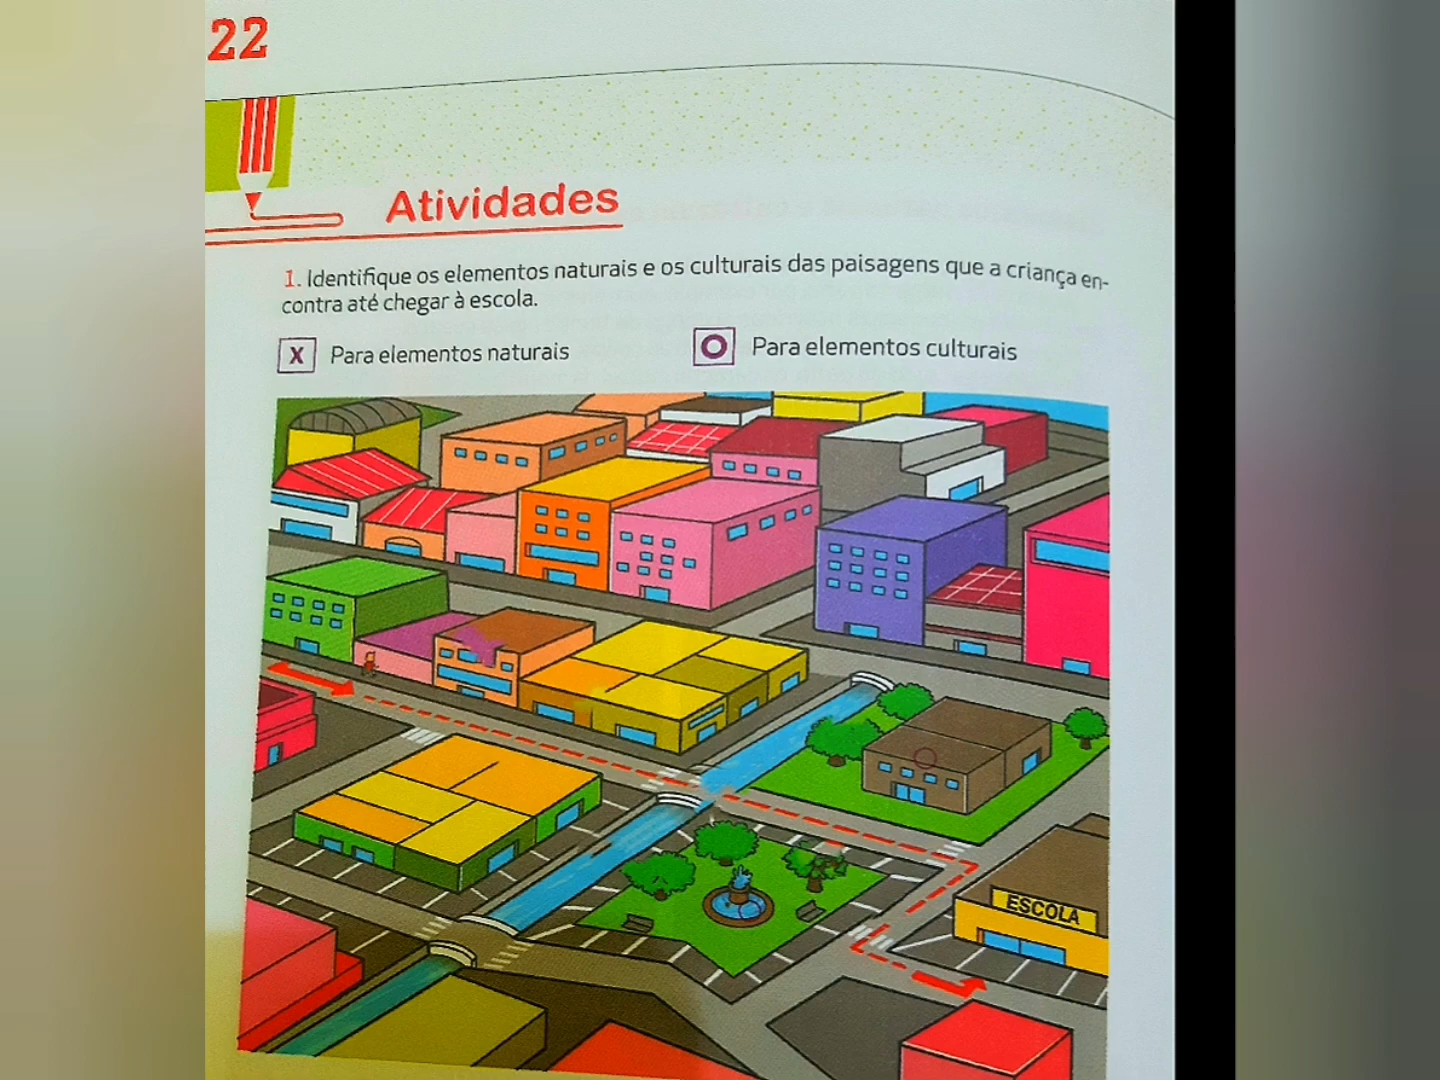 22
Atividades
1. Identifique os elementos naturais e os culturais das paisagens que a criança en-
contra até chegar à escola.
X Para elementos naturais
O Para elementos culturais
ESCOLA